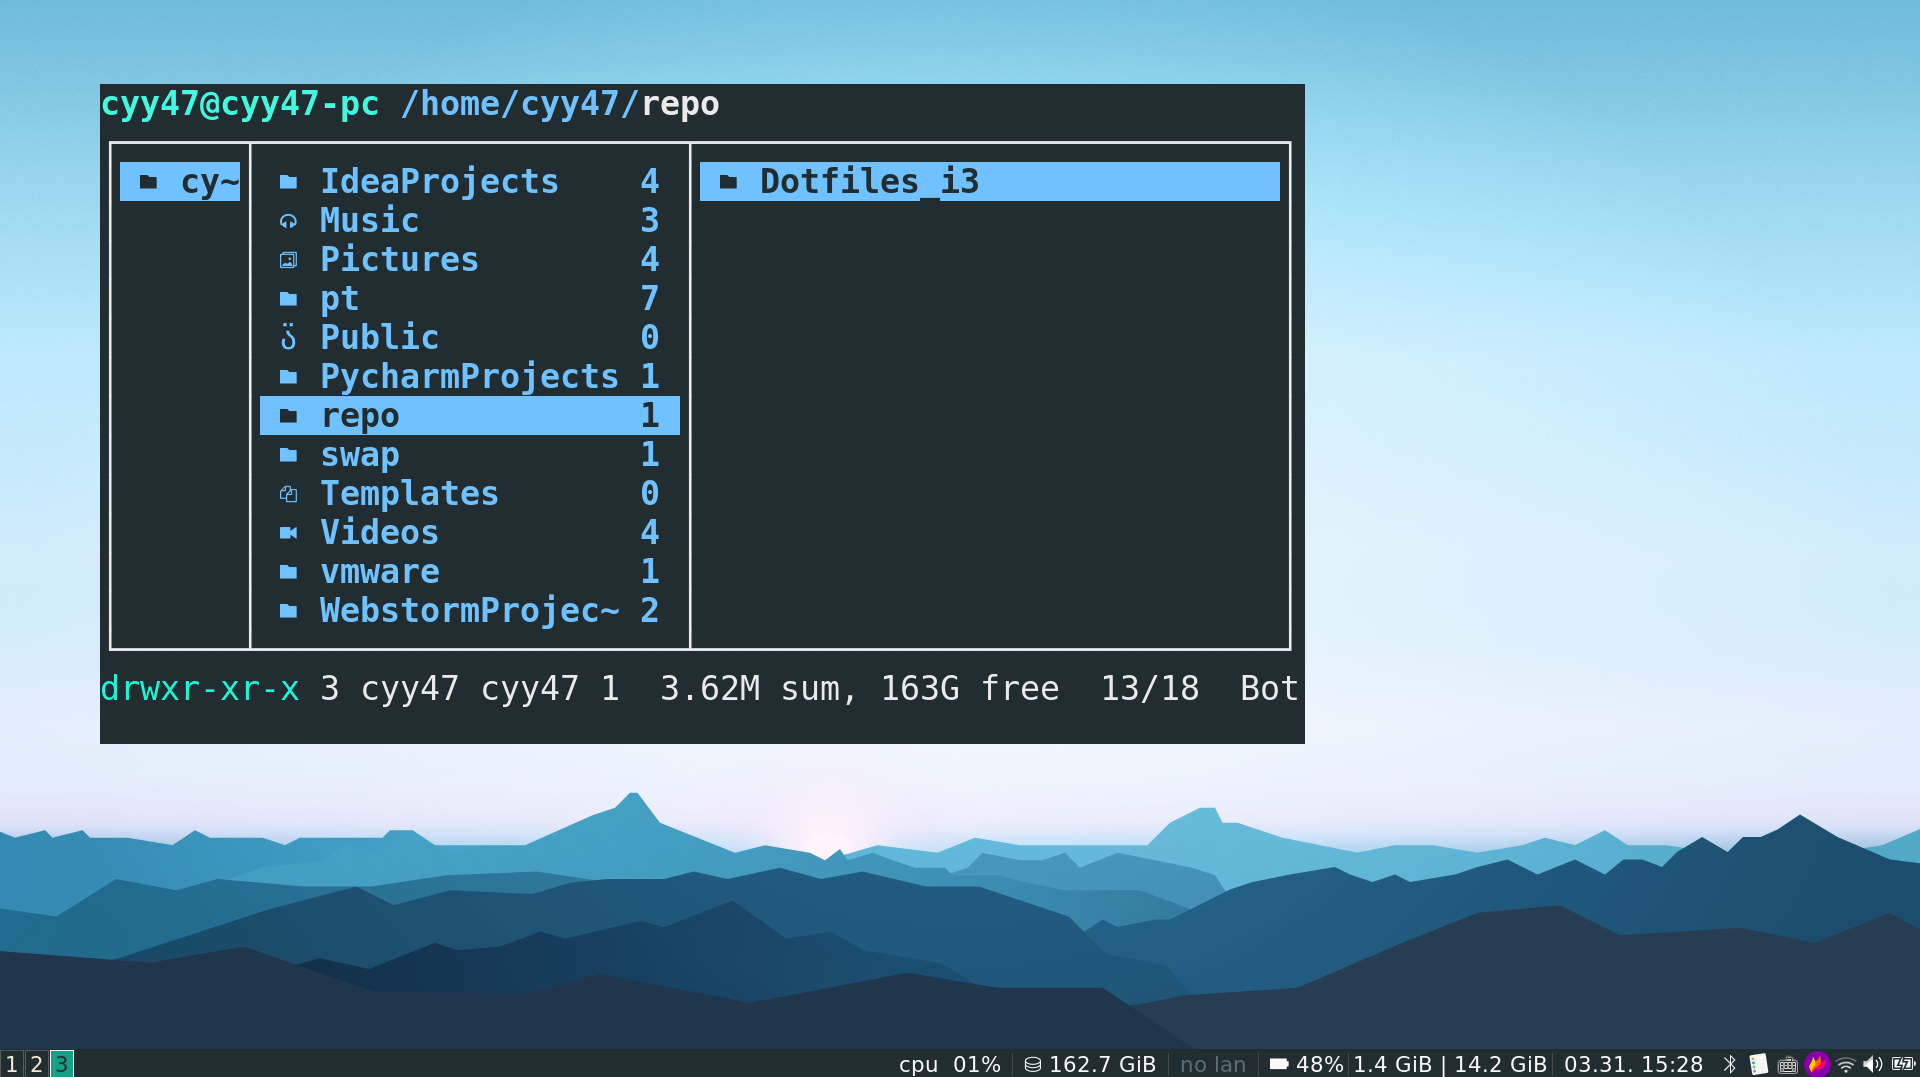 cyy47@cyy47-pc /home/cyy47/repo
cy~ IdeaProjects 4 Dotfiles_i3
Music 3
Pictures 4
pt 7
Public 0
PycharmProjects 1
repo 1
swap 1
Templates 0
Videos 4
vmware 1
WebstormProjec~ 2
drwxr-xr-x 3 cyy47 cyy47 1 3.62M sum, 163G free 13/18 Bot
1 2 3 cpu 01% 162.7 GiB no lan 48% 1.4 GiB | 14.2 GiB 03.31. 15:28